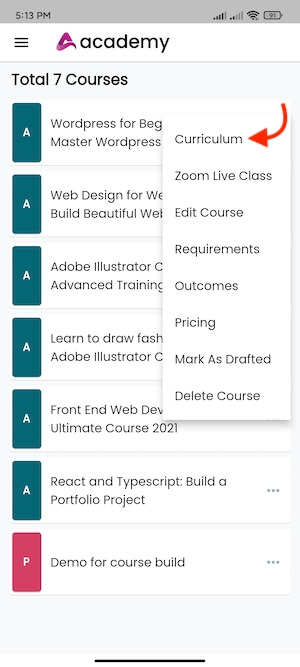 5:13 PM
91
academy
Total 7 Courses
A
Wordpress for Beg
Master Wordpress
A
Web Design for We
Build Beautiful Web
A
Adobe Illustrator C
Advanced Training
A
Learn to draw fash
Adobe Illustrator C
A
Front End Web Dev
Ultimate Course 2021
A
React and Typescript: Build a
Portfolio Project
P
Demo for course build
Curriculum
Zoom Live Class
Edit Course
Requirements
Outcomes
Pricing
Mark As Drafted
Delete Course